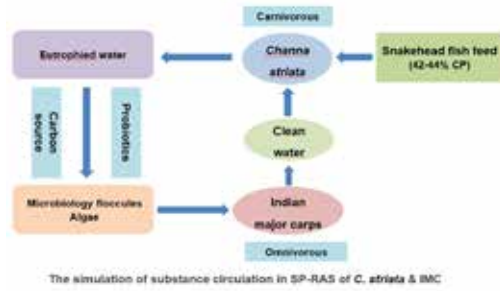 Carnivorous
Eutrophied water
Channa
atriata
Snakehead fish feed
(42-44% CP)
Carbon
source
Probiotics
Clean
water
Microbiology floccules
Algae
Indian
major carps
Omnivorous
The simulation of substance circulation in SP-RAS of C. atriata & IMC